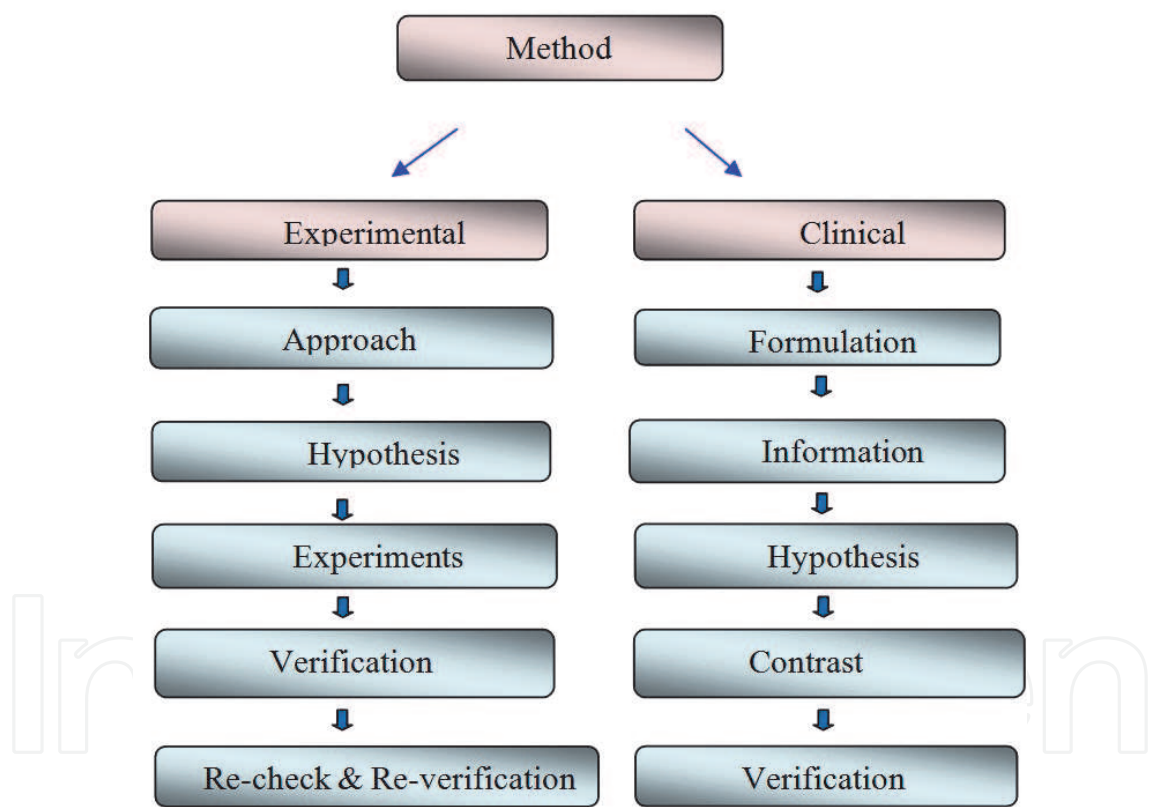 Method
Experimental
Clinical
Approach
Formulation
Hypothesis
Information
Experiments
Hypothesis
Verification
Contrast
Re-check & Re-verification
Verification